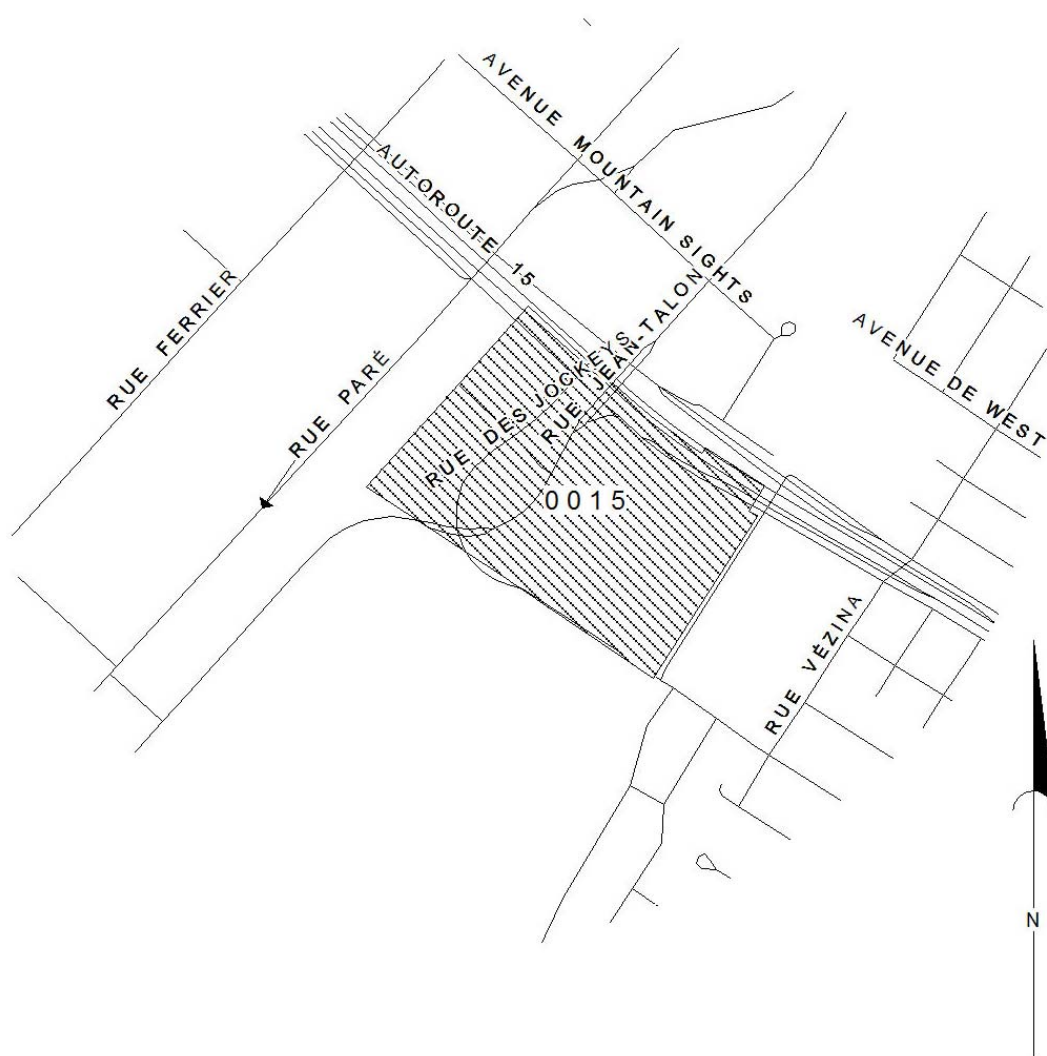 AVENUE MOUNTAIN SIGHTS
AUTOROUTE 15
RUE FERRIER
RUE PARÉ
RUE DES JOCKEYS
RUE JEAN-TALON
AVENUE DE WEST
0015
RUE VÉZINA
N